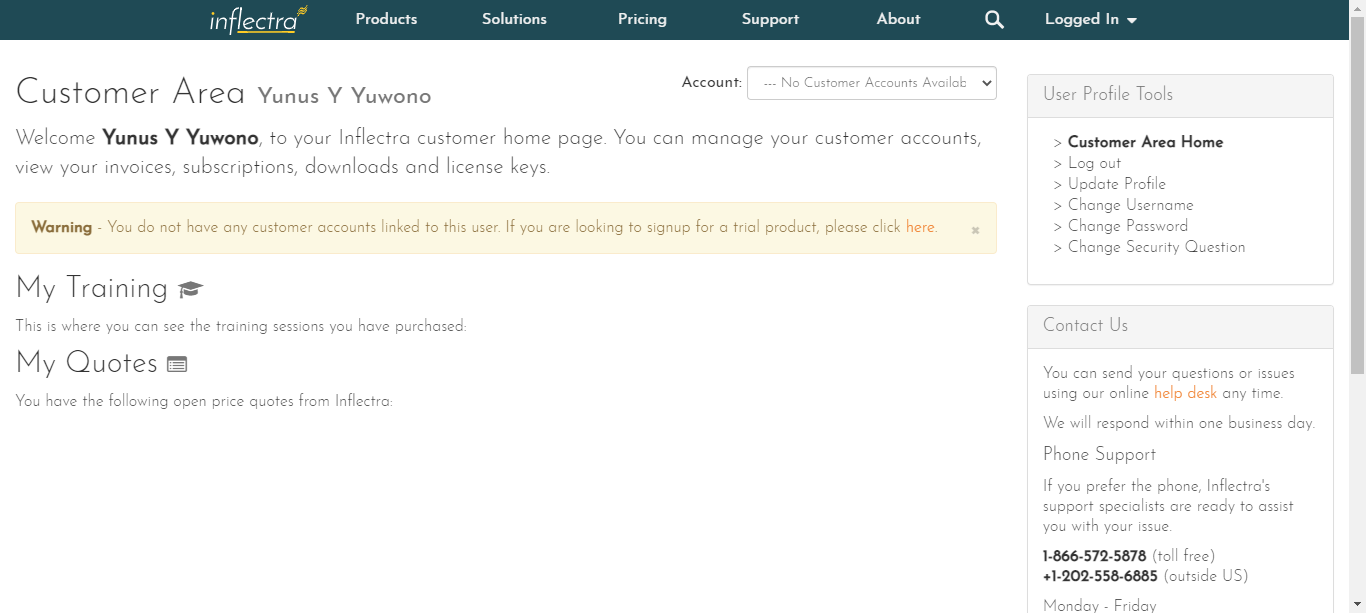 inflectra Products Solutions Pricing Support About Logged In
Customer Area Yunus Y Yuwono
Account: --- No Customer Accounts Availab
Welcome Yunus Y Yuwono, to your Inflectra customer home page. You can manage your customer accounts,
view your invoices, subscriptions, downloads and license keys.
Warning - You do not have any customer accounts linked to this user. If you are looking to signup for a trial product, please click here. ×
My Training
This is where you can see the training sessions you have purchased:
My Quotes
You have the following open price quotes from Inflectra:
User Profile Tools
> Customer Area Home
> Log out
> Update Profile
> Change Username
> Change Password
> Change Security Question
Contact Us
You can send your questions or issues
using our online help desk any time.
We will respond within one business day.
Phone Support
If you prefer the phone, Inflectra's
support specialists are ready to assist
you with your issue.
1-866-572-5878 (toll free)
+1-202-558-6885 (outside US)
Monday - Friday